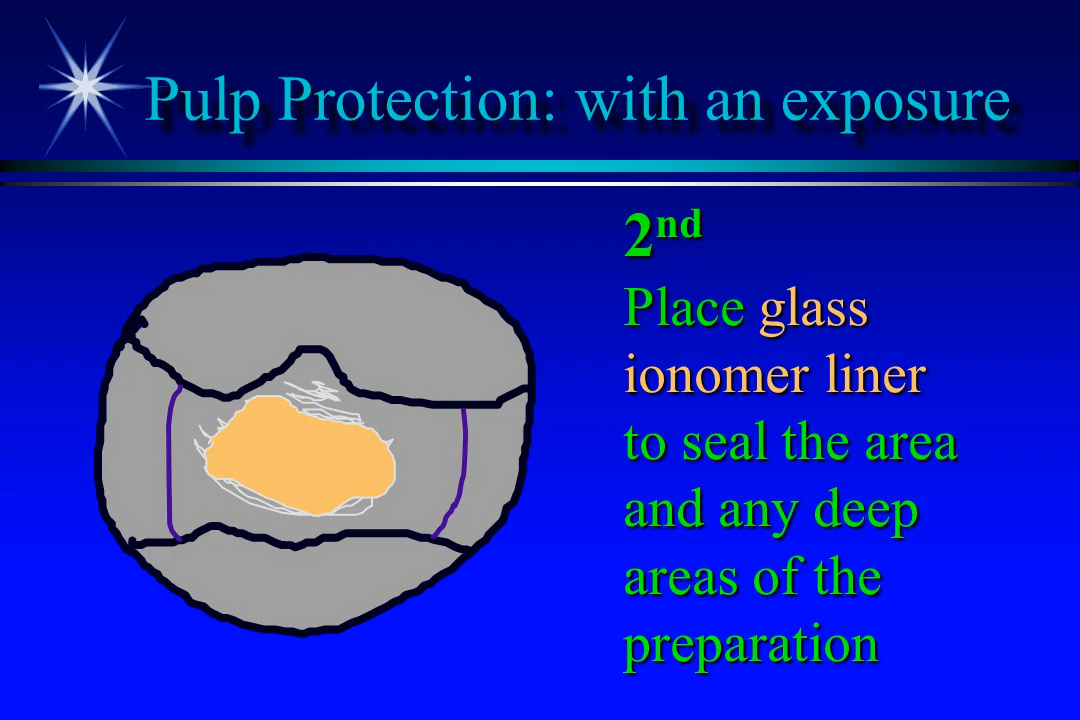 Pulp Protection: with an exposure
2nd
Place glass
ionomer liner
to seal the area
and any deep
areas of the
preparation